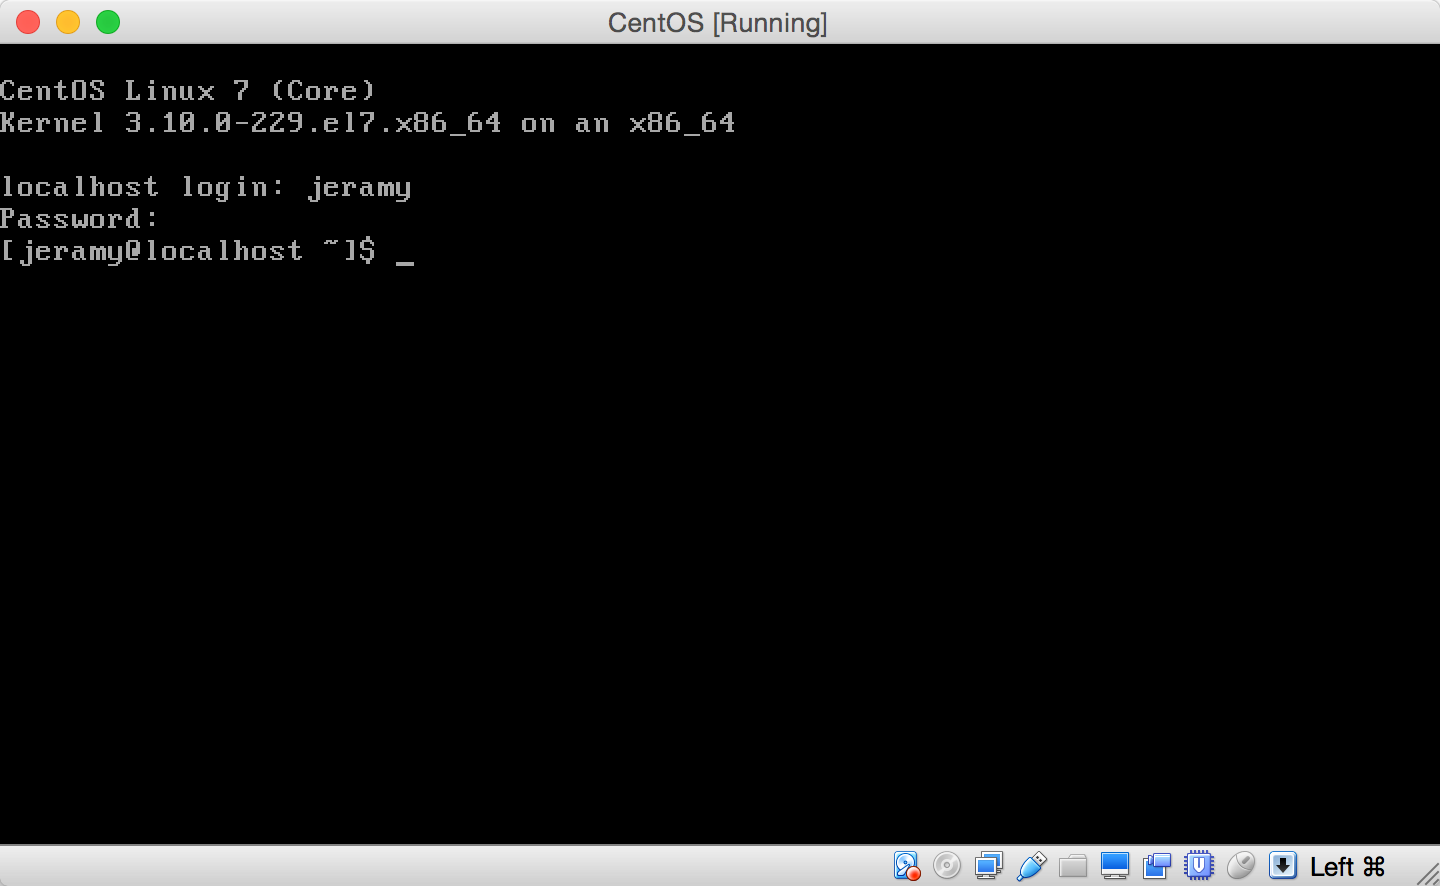 CentOS [Running]
CentOS Linux 7 (Core)
Kernel 3.10.0-229.el7.x86_64 on an x86_64
localhost login: jeramy
Password:
[jeramy@localhost ~]$ _
Left ⌘